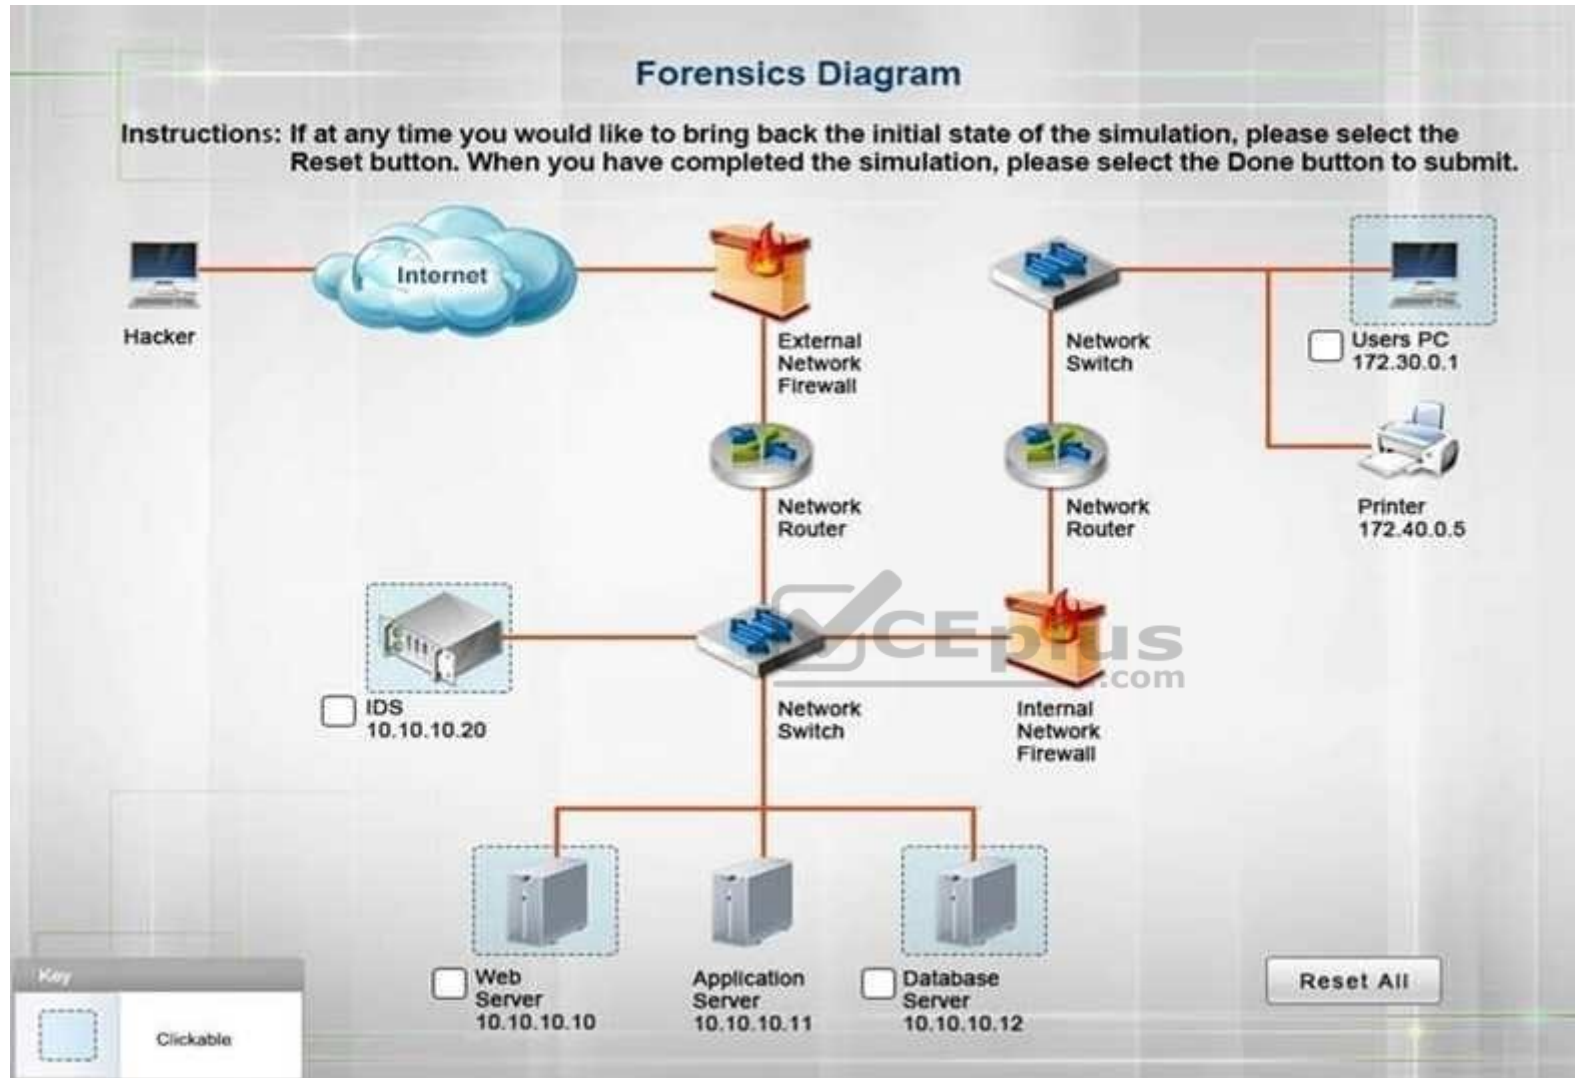 Forensics Diagram
Instructions: If at any time you would like to bring back the initial state of the simulation, please select the
Reset button. When you have completed the simulation, please select the Done button to submit.
Hacker
Internet
External
Network
Firewall
Network
Switch
Users PC
172.30.0.1
Network
Router
Network
Router
Printer
172.40.0.5
IDS
10.10.10.20
Network
Switch
Internal
Network
Firewall
CEplus
.com
Web
Server
10.10.10.10
Application
Server
10.10.10.11
Database
Server
10.10.10.12
Key
Clickable
Reset All